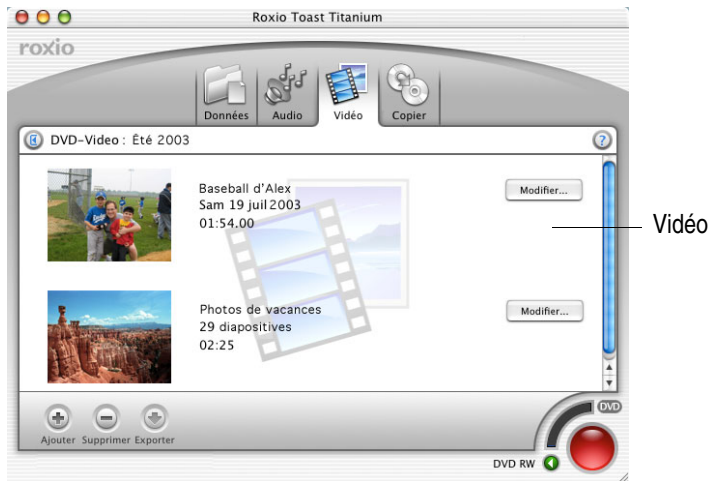 Roxio Toast Titanium
roxio
Données Audio Vidéo Copier
DVD-Video : Été 2003
?
Baseball d'Alex
Modifier...
Sam 19 juil 2003
01:54.00
Vidéo
Photos de vacances
Modifier...
29 diapositives
02:25
DVD
Ajouter Supprimer Exporter
DVD RW